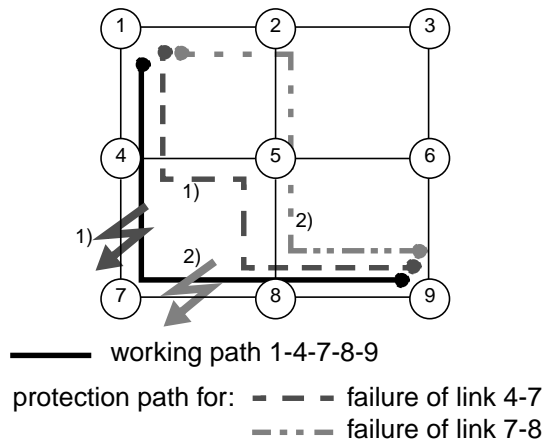 1 2 3
4 5 6
1)
2)
1)
2)
7 8 9
working path 1-4-7-8-9
protection path for: failure of link 4-7
failure of link 7-8